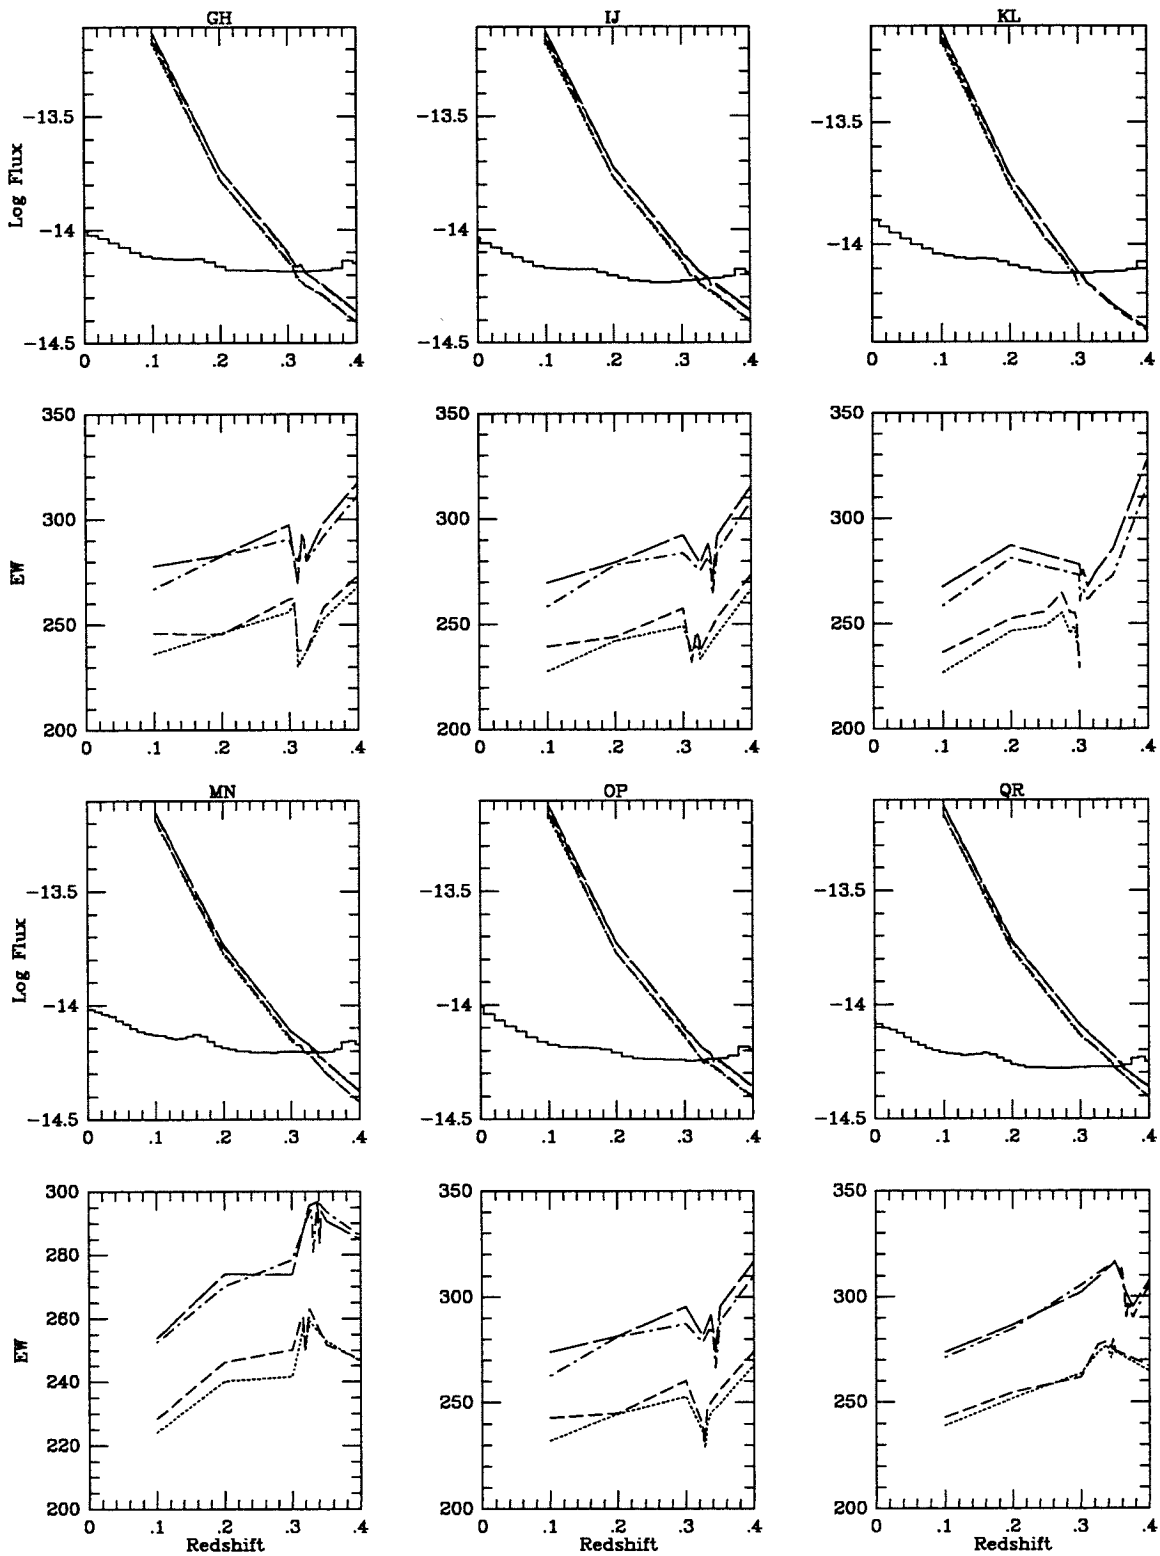 GH IJ KL
Log Flux
-13.5 -13.5 -13.5
-14 -14 -14
-14.5 -14.5
0 .1 .2 .3 .4 0 .1 .2 .3 .4 0 .1 .2 .3 .4
EW
350 350 350
300 300 300
250 250 250
200 200 200
0 .1 .2 .3 .4 0 .1 .2 .3 .4 0 .1 .2 .3 .4
Redshift Redshift Redshift
MN OP QR
Log Flux
-13.5 -13.5 -13.5
-14 -14 -14
-14.5 -14.5 -14.5
0 .1 .2 .3 .4 0 .1 .2 .3 .4 0 .1 .2 .3 .4
EW
300 350 350
280
300 300
260
240
250 250
220
200 200 200
0 .1 .2 .3 .4 0 .1 .2 .3 .4 0 .1 .2 .3 .4
Redshift Redshift Redshift